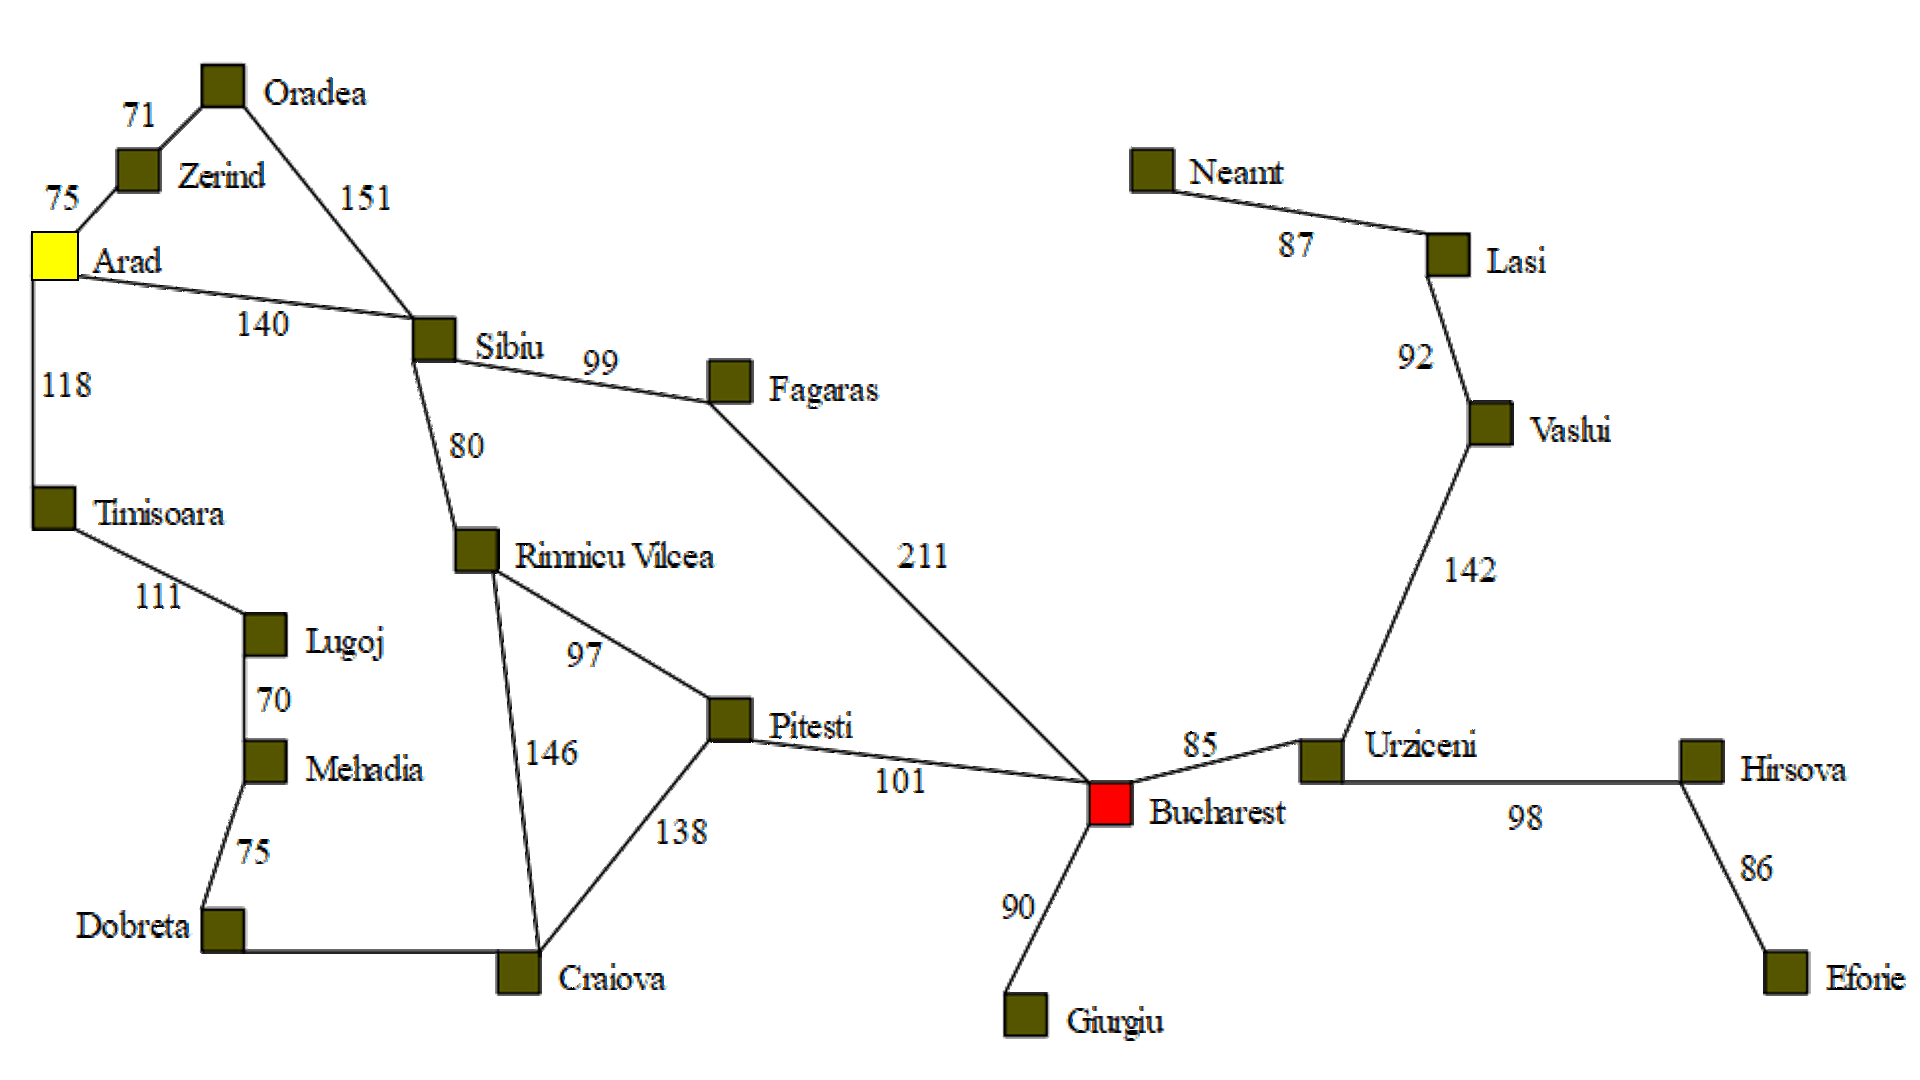 Oradea
71
Zerind
Neamt
75
151
87
Arad
Lasi
140
Sibiu
99
92
118
Fagaras
80
Vaslui
Timisoara
Rimnicu Vilcea
211
142
111
Lugoj
97
70
Pitesti
85
Urziceni
146
Mehadia
101
Hirsova
Bucharest
98
138
75
86
90
Dobreta
Craiova
Eforie
Giurgiu